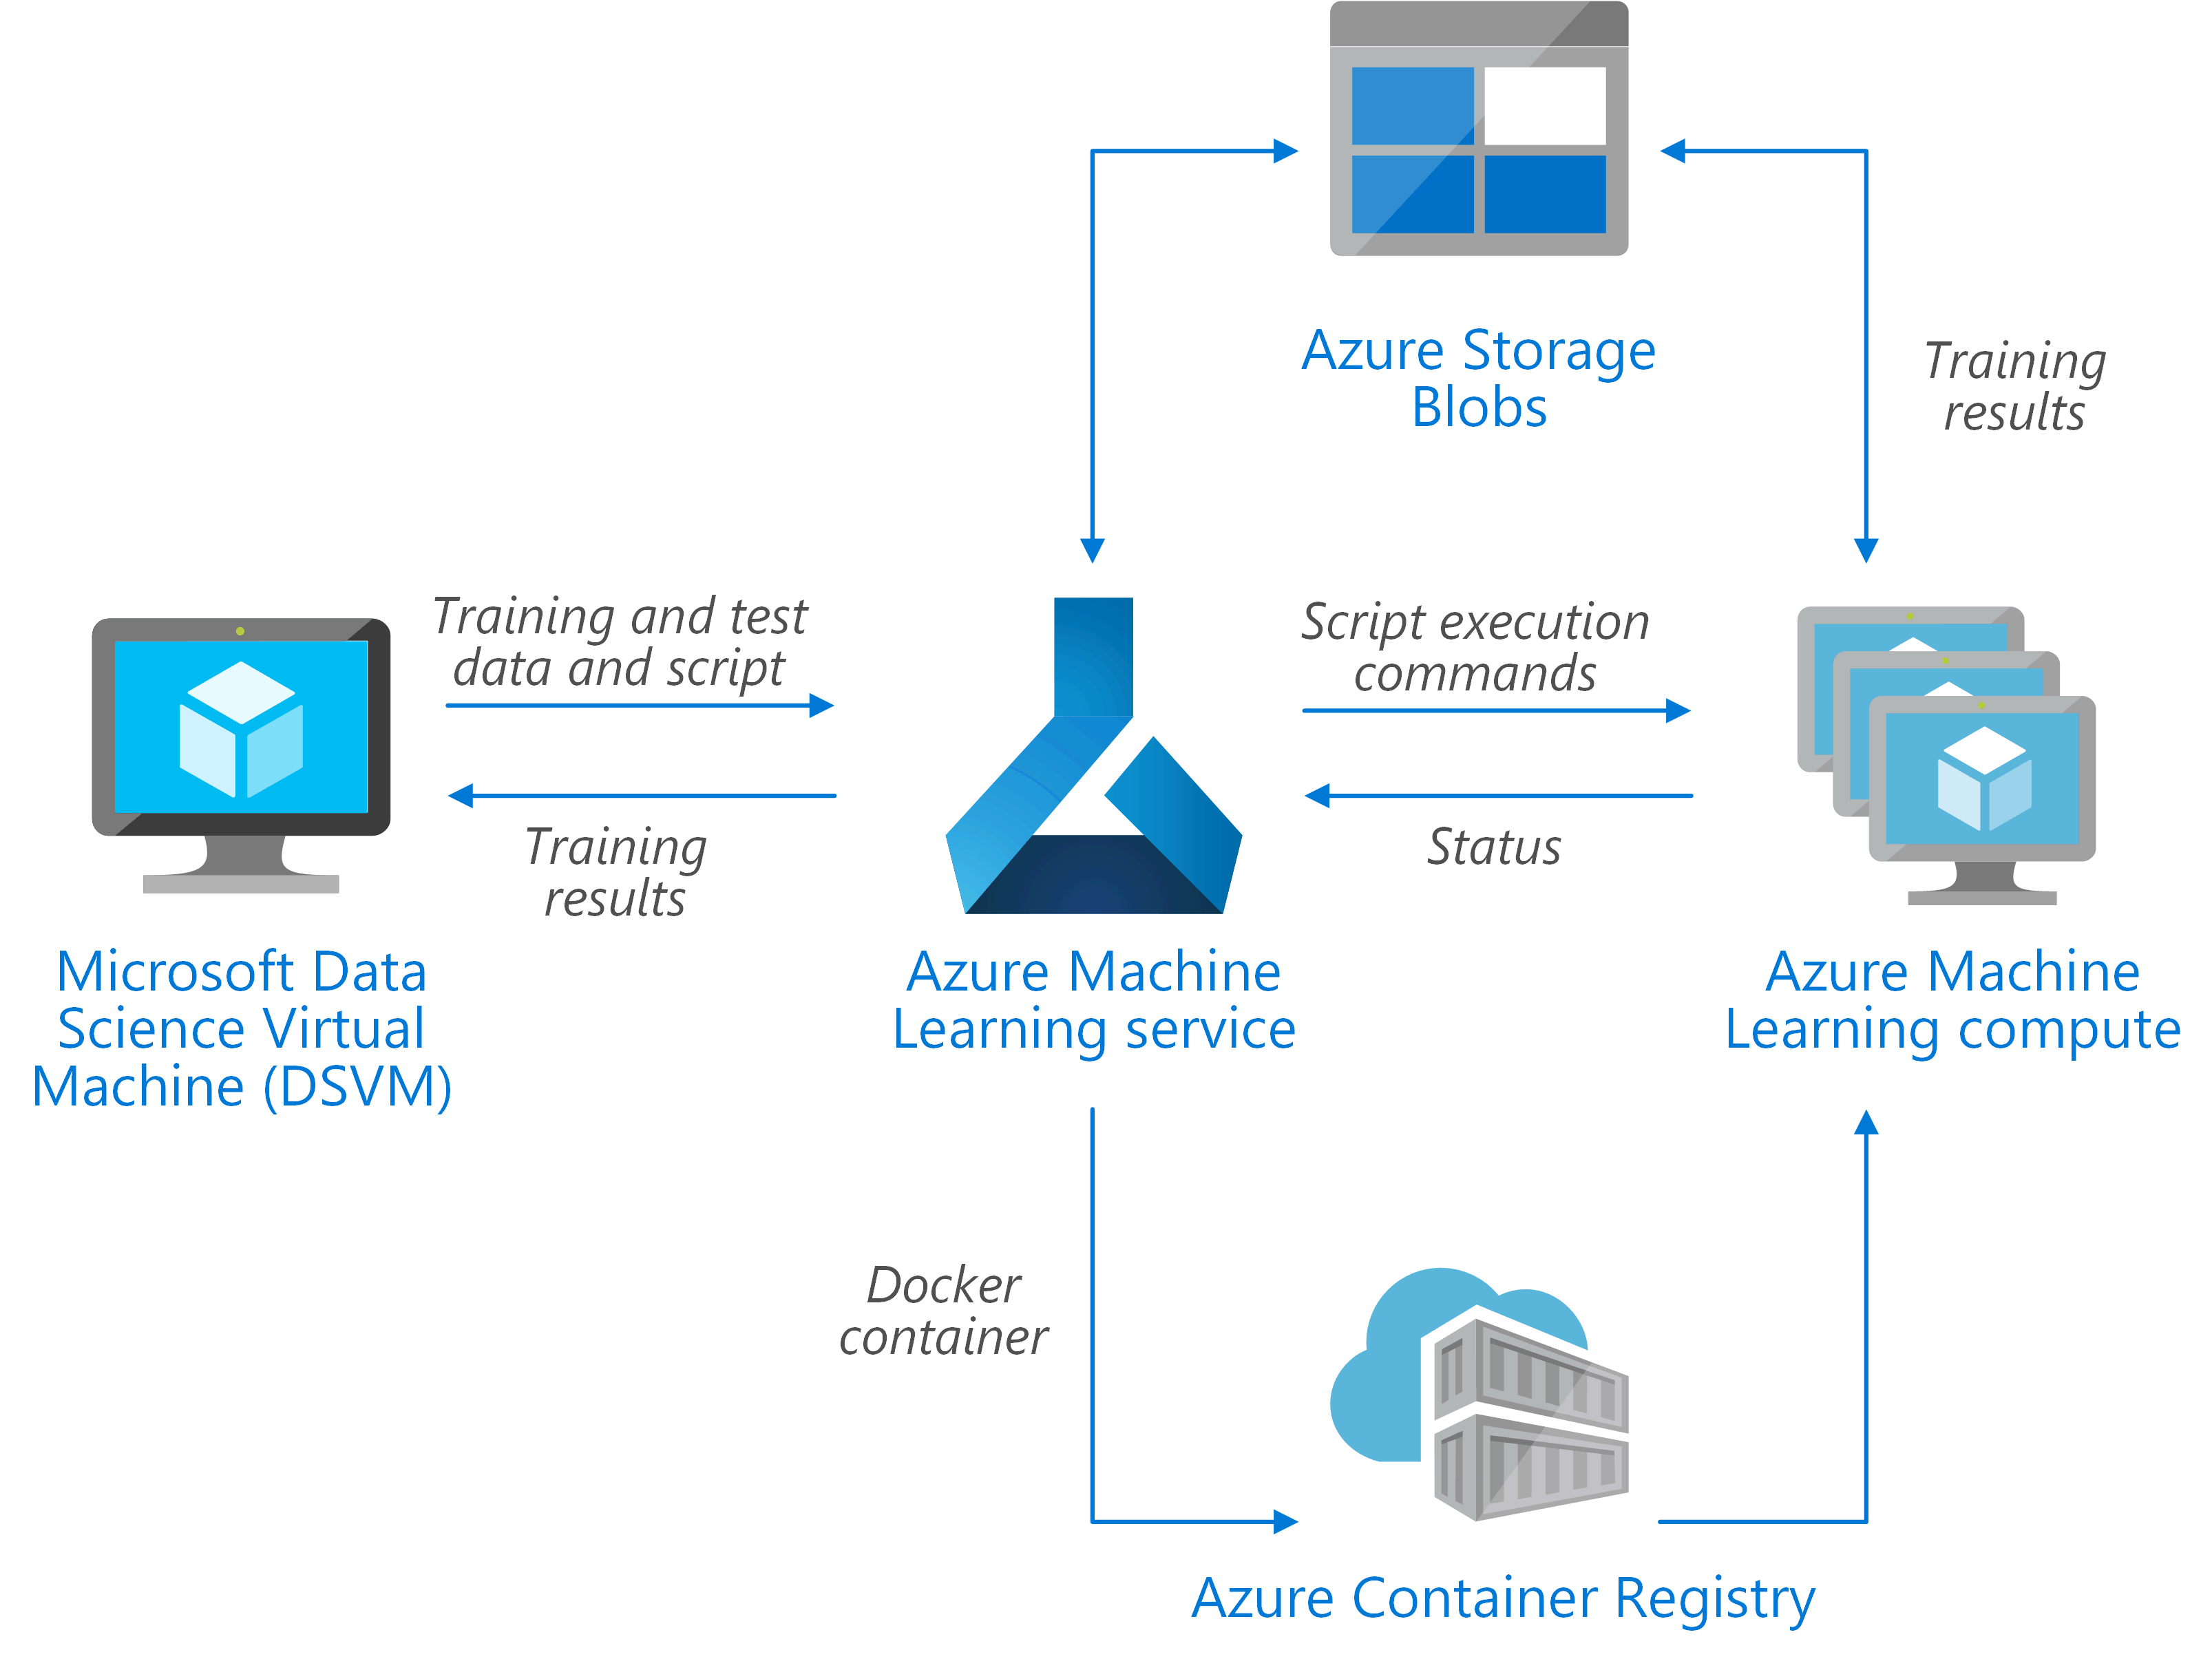 Azure Storage
Blobs
Training
results
Training and test
data and script
Script execution
commands
Training
results
Status
Microsoft Data
Science Virtual
Machine (DSVM)
Azure Machine
Learning service
Azure Machine
Learning compute
Docker
container
Azure Container Registry